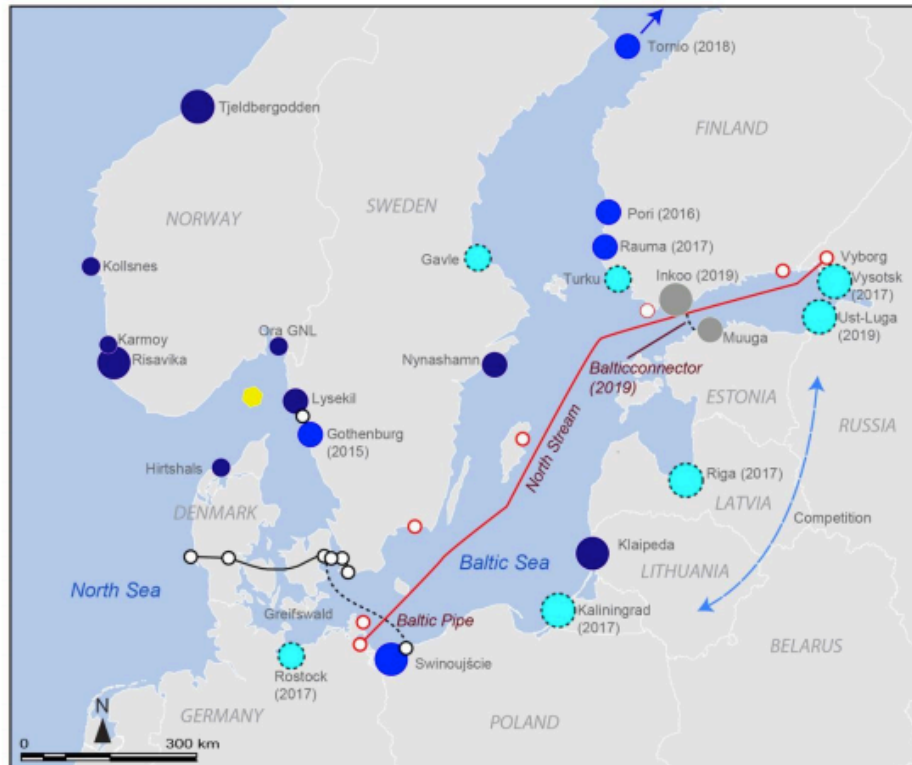 Tornio (2018)
Tjeldbergodden
FINLAND
NORWAY
SWEDEN
Pori (2016)
Rauma (2017)
Gavle
Turku
Inkoo (2019)
Vyborg
Vysotsk
(2017)
Kollsnes
Ust-Luga
(2019)
Muuga
Karmoy
Risavika
Ora GNL
Nynashamn
Balticconnector
(2019)
ESTONIA
RUSSIA
Lysekil
Gothenburg
(2015)
North Stream
Hirtshals
Riga (2017)
LATVIA
DENMARK
Competition
Klaipeda
North Sea
Baltic Sea
LITHUANIA
Greifswald
Baltic Pipe
Kaliningrad
(2017)
BELARUS
Rostock
(2017)
Swinoujście
GERMANY
POLAND
N
0
300 km